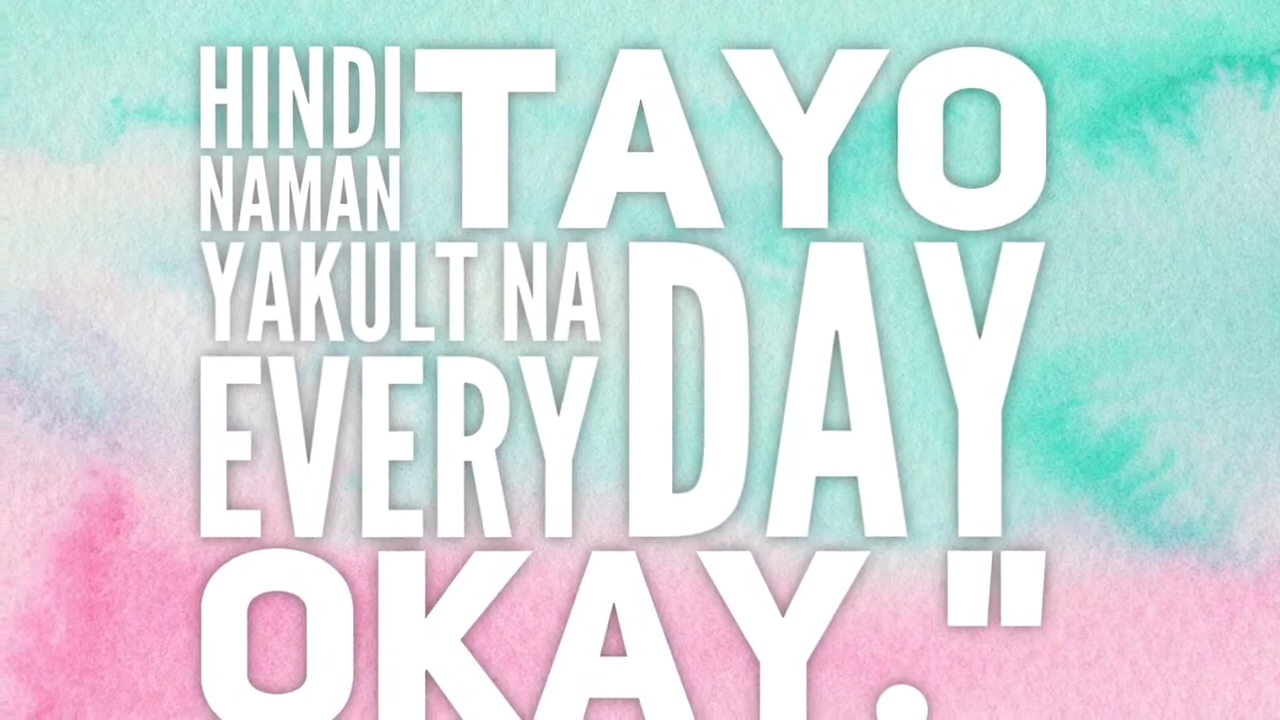 HINDI
NAMAN
TAYO
YAKULT NA
EVERY
DAY
OKAY."